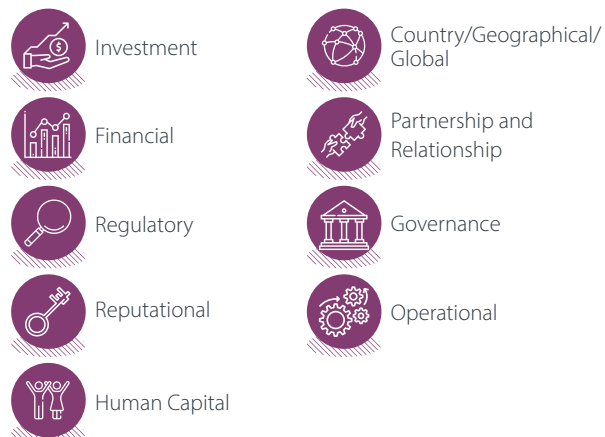 Investment
Financial
Regulatory
Reputational
Human Capital
Country/Geographical/
Global
Partnership and
Relationship
Governance
Operational